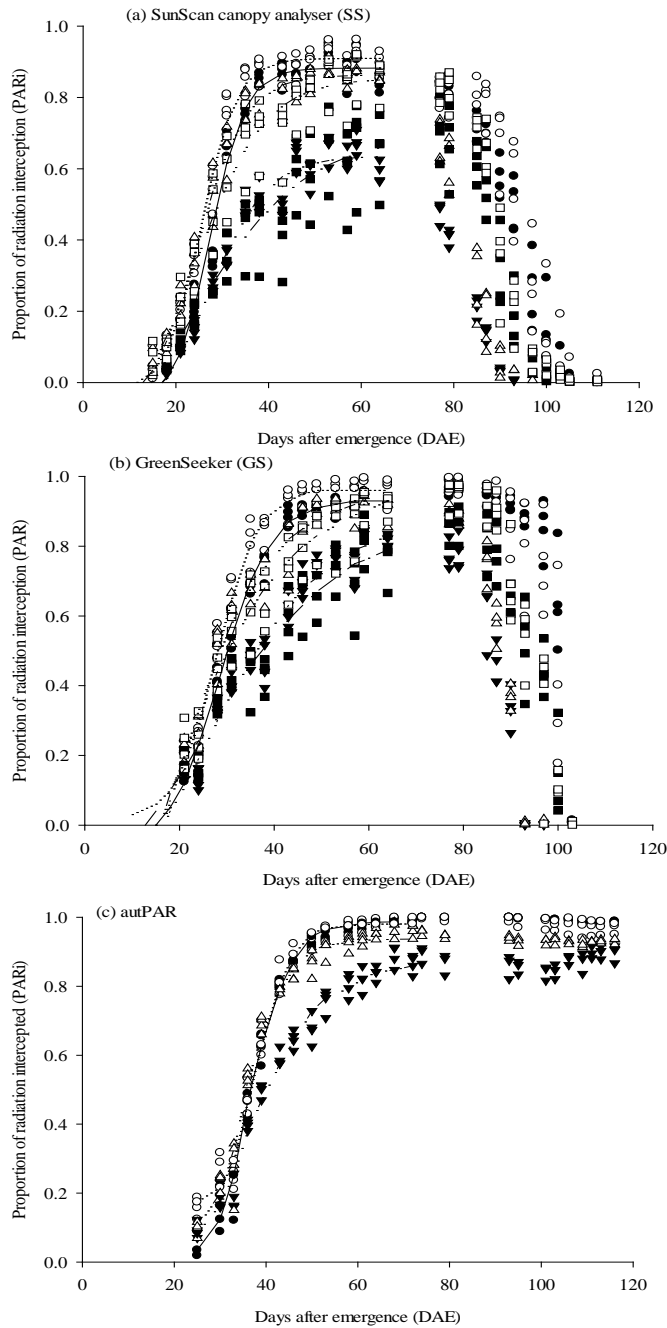 (a) SunScan canopy analyser (SS)
Proportion of radiation interception (PARi)
1.0
0.8
0.6
0.4
0.2
0.0
0 20 40 60 80 100 120
Days after emergence (DAE)
(b) GreenSeeker (GS)
Proportion of radiation interception (PAR)
1.0
0.8
0.6
0.4
0.2
0.0
0 20 40 60 80 100 120
Days after emergence (DAE)
(c) autPAR
Proportion of radiation intercepted (PARi)
1.0
0.8
0.6
0.4
0.2
0.0
0 20 40 60 80 100 120
Days after emergence (DAE)